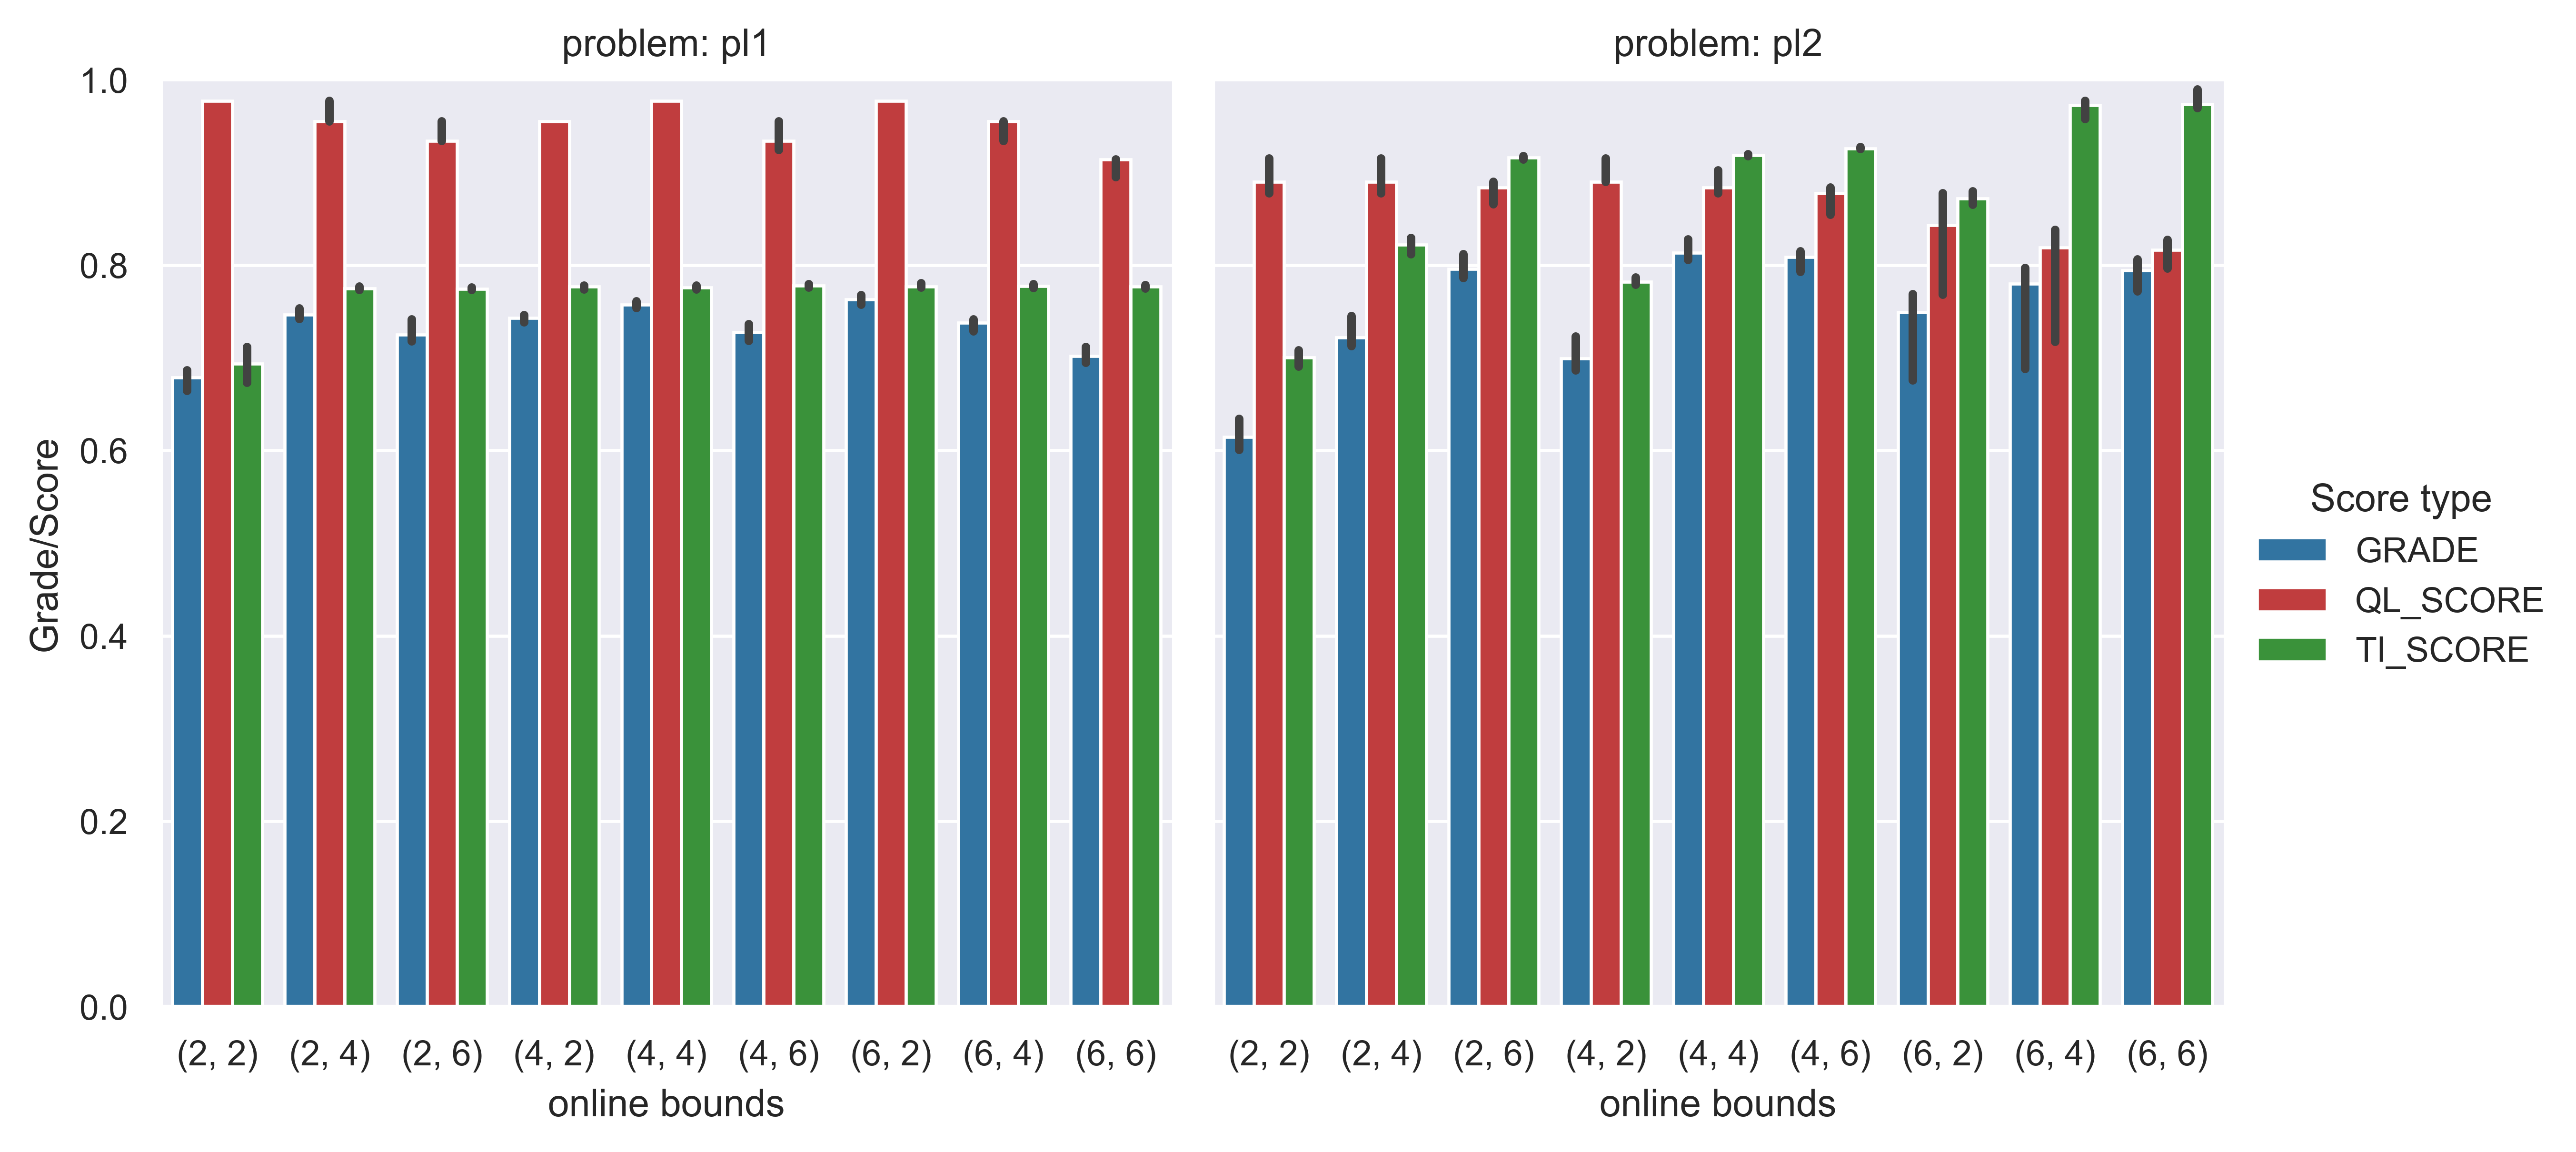 problem: pl1
problem: pl2
1.0
0.8
0.6
0.4
0.2
0.0
Grade/Score
(2, 2) (2, 4) (2, 6) (4, 2) (4, 4) (4, 6) (6, 2) (6, 4) (6, 6)
online bounds
(2, 2) (2, 4) (2, 6) (4, 2) (4, 4) (4, 6) (6, 2) (6, 4) (6, 6)
online bounds
Score type
GRADE
QL_SCORE
TI_SCORE